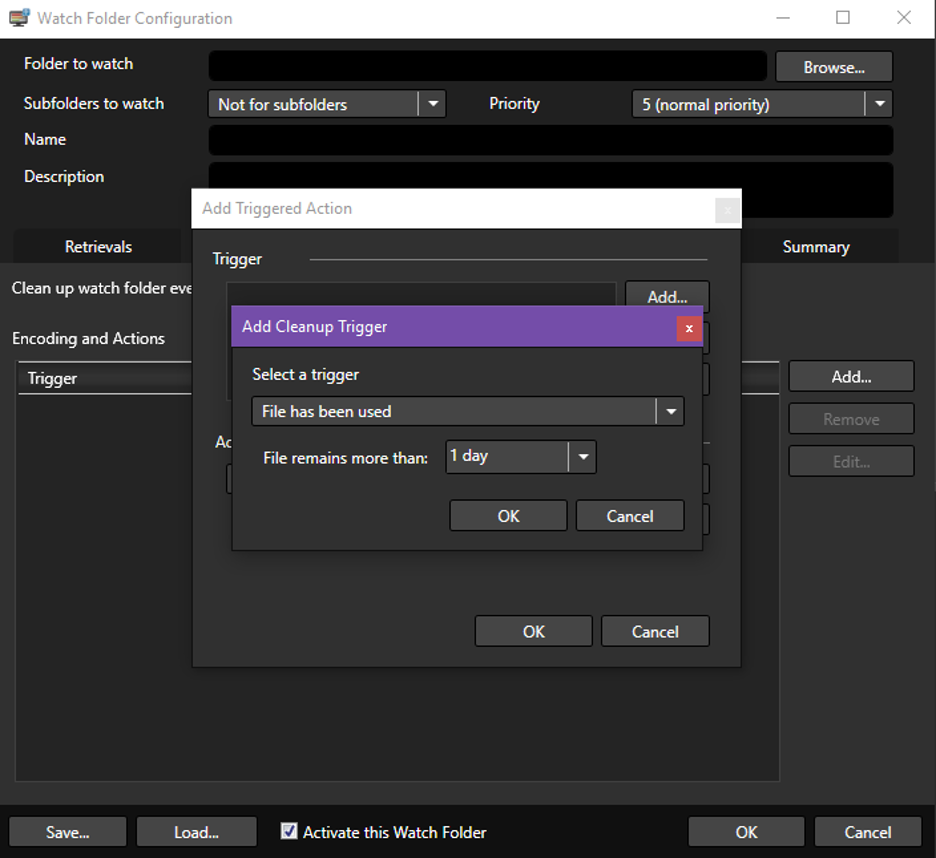 Watch Folder Configuration
Folder to watch
Browse...
Subfolders to watch Not for subfolders Priority 5 (normal priority)
Name
Description
Add Triggered Action x
Retrievals Summary
Trigger
Clean up watch folder eve
Add...
Add Cleanup Trigger x
Encoding and Actions
Select a trigger
Trigger Add...
File has been used
Remove
Ac
File remains more than: 1 day
Edit...
OK Cancel
OK Cancel
Save... Load... Activate this Watch Folder OK Cancel